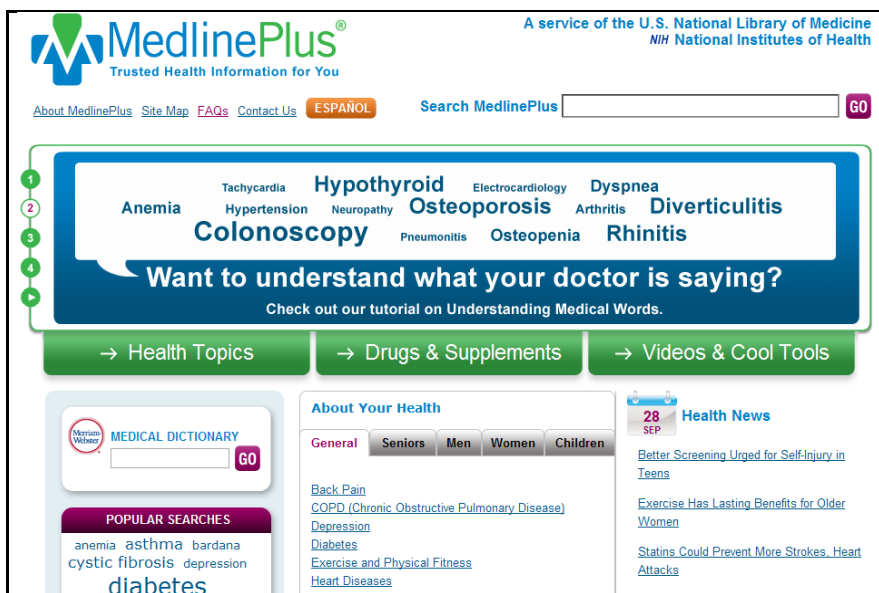 MedlinePlus®
Trusted Health Information for You
A service of the U.S. National Library of Medicine
NIH National Institutes of Health
About MedlinePlus Site Map FAQs Contact Us ESPAÑOL
Search MedlinePlus GO
1
2
3
4
Tachycardia Hypothyroid Electrocardiology Dyspnea
Anemia Hypertension Neuropathy Osteoporosis Arthritis Diverticulitis
Colonoscopy Pneumonitis Osteopenia Rhinitis
Want to understand what your doctor is saying?
Check out our tutorial on Understanding Medical Words.
→ Health Topics
→ Drugs & Supplements
→ Videos & Cool Tools
Merriam-
Webster
MEDICAL DICTIONARY
GO
POPULAR SEARCHES
anemia asthma bardana
cystic fibrosis depression
diabetes
About Your Health
General Seniors Men Women Children
Back Pain
COPD (Chronic Obstructive Pulmonary Disease)
Depression
Diabetes
Exercise and Physical Fitness
Heart Diseases
28
SEP
Health News
Better Screening Urged for Self-Injury in
Teens
Exercise Has Lasting Benefits for Older
Women
Statins Could Prevent More Strokes, Heart
Attacks